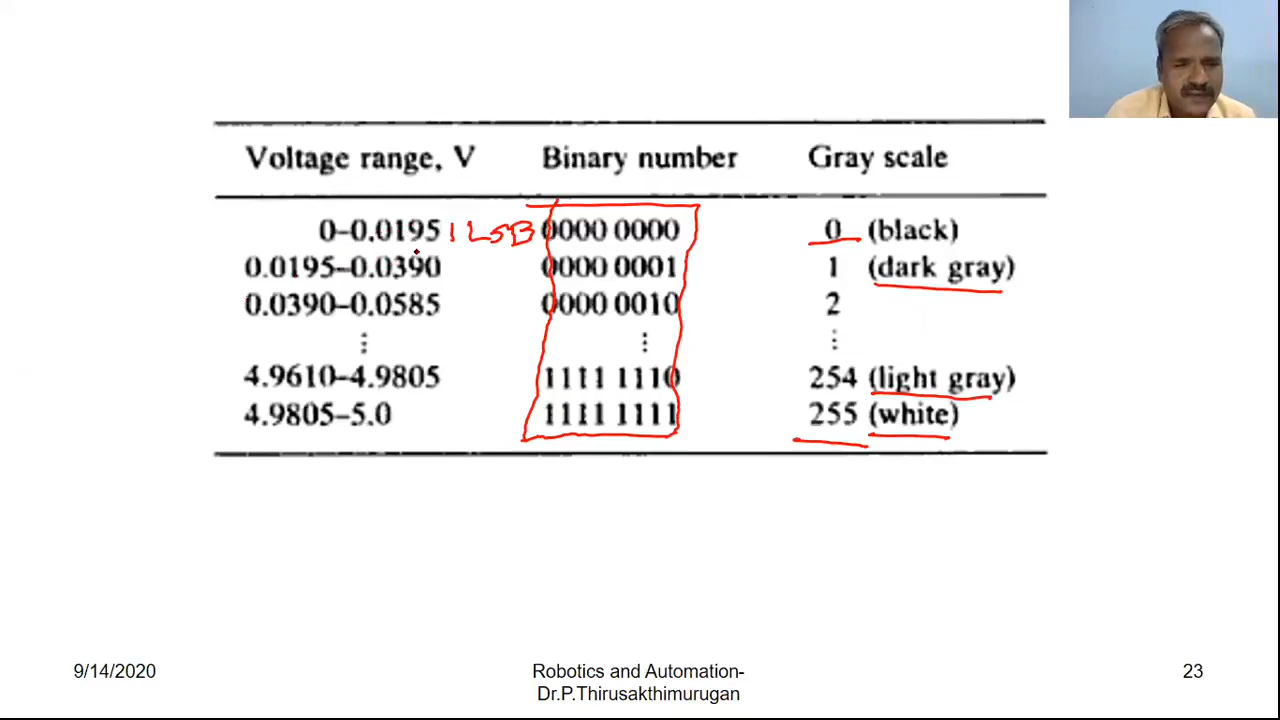 Voltage range, V Binary number Gray scale
0–0.0195 1 LSB 0000 0000 0 (black)
0.0195–0.0390 0000 0001 1 (dark gray)
0.0390–0.0585 0000 0010 2
⋮ ⋮ ⋮
4.9610–4.9805 1111 1110 254 (light gray)
4.9805–5.0 1111 1111 255 (white)
9/14/2020 Robotics and Automation- 23
Dr.P.Thirusakthimurugan